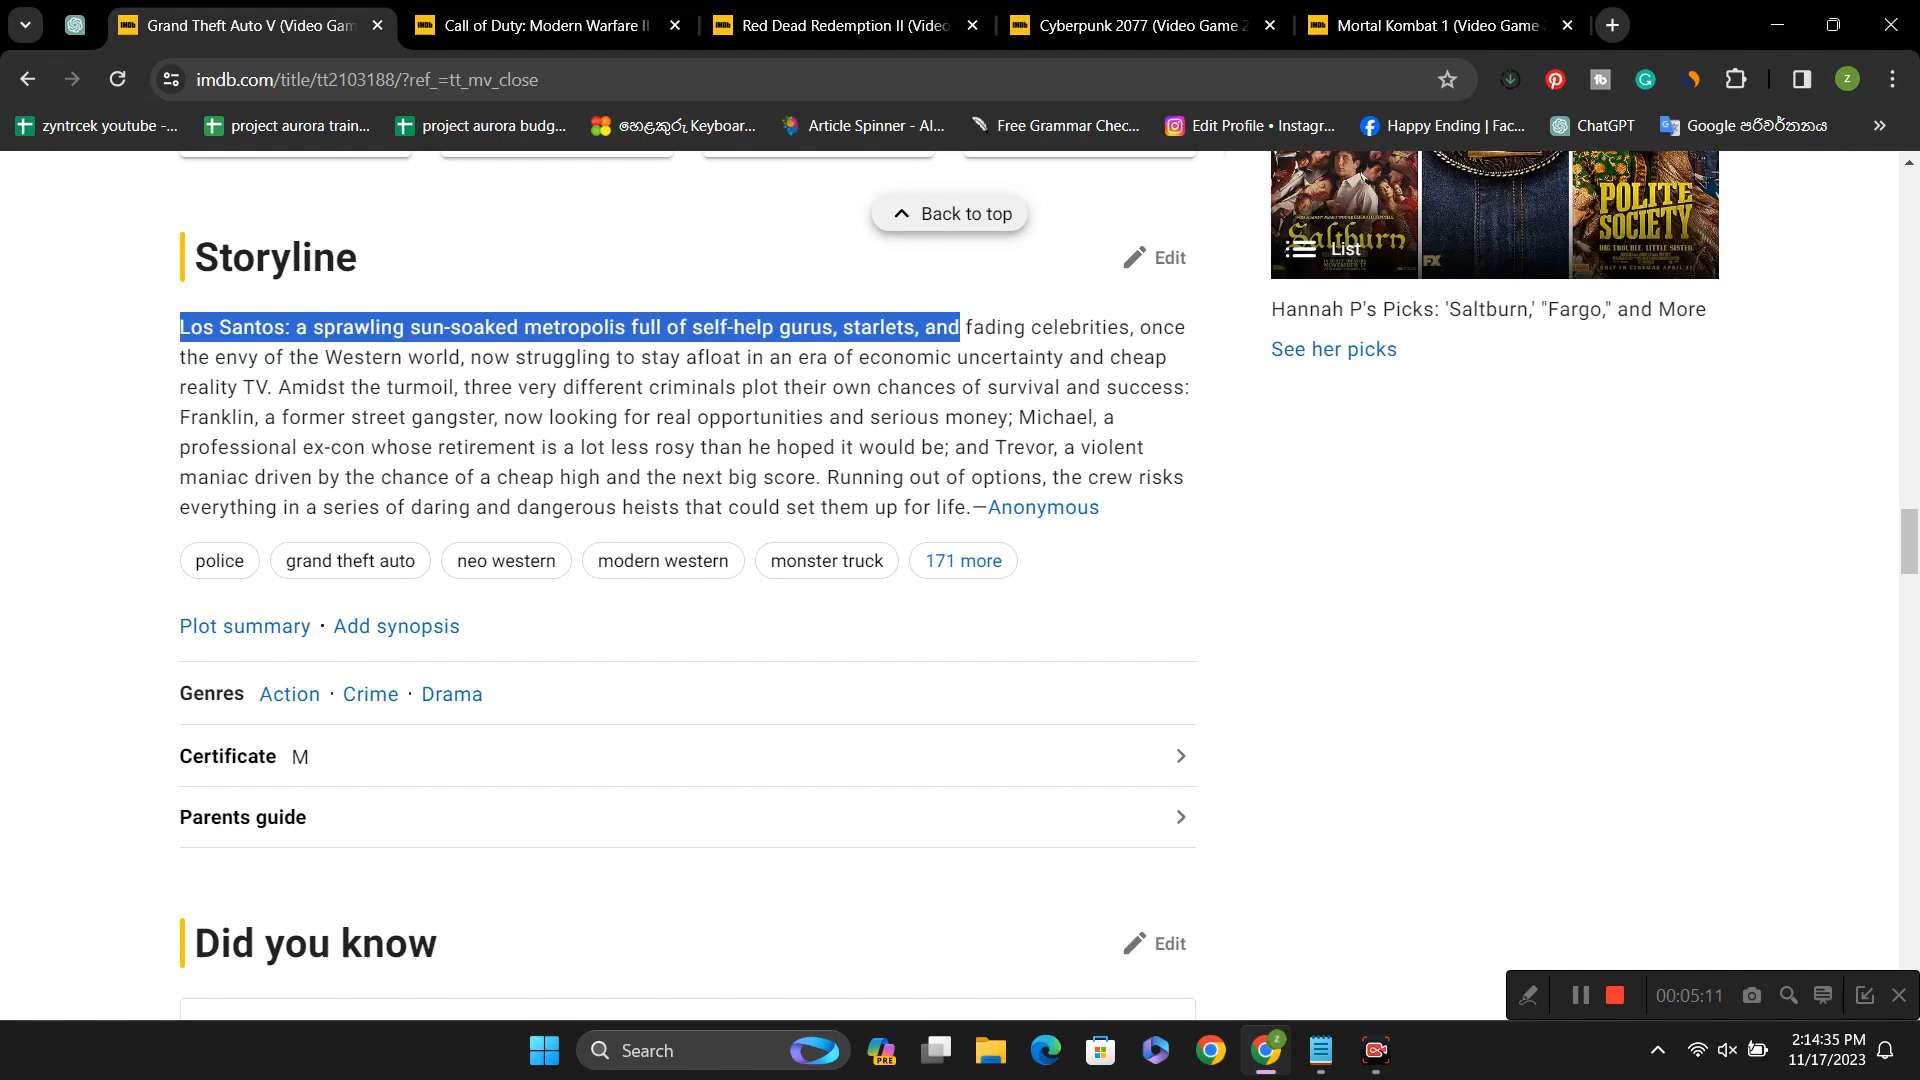 Grand Theft Auto V (Video Gam
Call of Duty: Modern Warfare II
Red Dead Redemption II (Video
Cyberpunk 2077 (Video Game 2
Mortal Kombat 1 (Video Game
imdb.com/title/tt2103188/?ref_=tt_mv_close
zyntrcek youtube -...
project aurora train...
project aurora budg...
හෙළකුරු Keyboar...
Article Spinner - AI...
Free Grammar Chec...
Edit Profile • Instagr...
Happy Ending | Fac...
ChatGPT
Google පරිවර්තනය
Back to top
Storyline
Edit
Los Santos: a sprawling sun-soaked metropolis full of self-help gurus, starlets, and fading celebrities, once
the envy of the Western world, now struggling to stay afloat in an era of economic uncertainty and cheap
reality TV. Amidst the turmoil, three very different criminals plot their own chances of survival and success:
Franklin, a former street gangster, now looking for real opportunities and serious money; Michael, a
professional ex-con whose retirement is a lot less rosy than he hoped it would be; and Trevor, a violent
maniac driven by the chance of a cheap high and the next big score. Running out of options, the crew risks
everything in a series of daring and dangerous heists that could set them up for life.—Anonymous
police
grand theft auto
neo western
modern western
monster truck
171 more
Plot summary · Add synopsis
Genres Action · Crime · Drama
Certificate M
Parents guide
Did you know
Edit
Saltburn
List
FX
POLITE
SOCIETY
BIG TROUBLE. LITTLE SISTER.
Hannah P's Picks: 'Saltburn,' "Fargo," and More
See her picks
00:05:11
Search
PRE
2:14:35 PM
11/17/2023